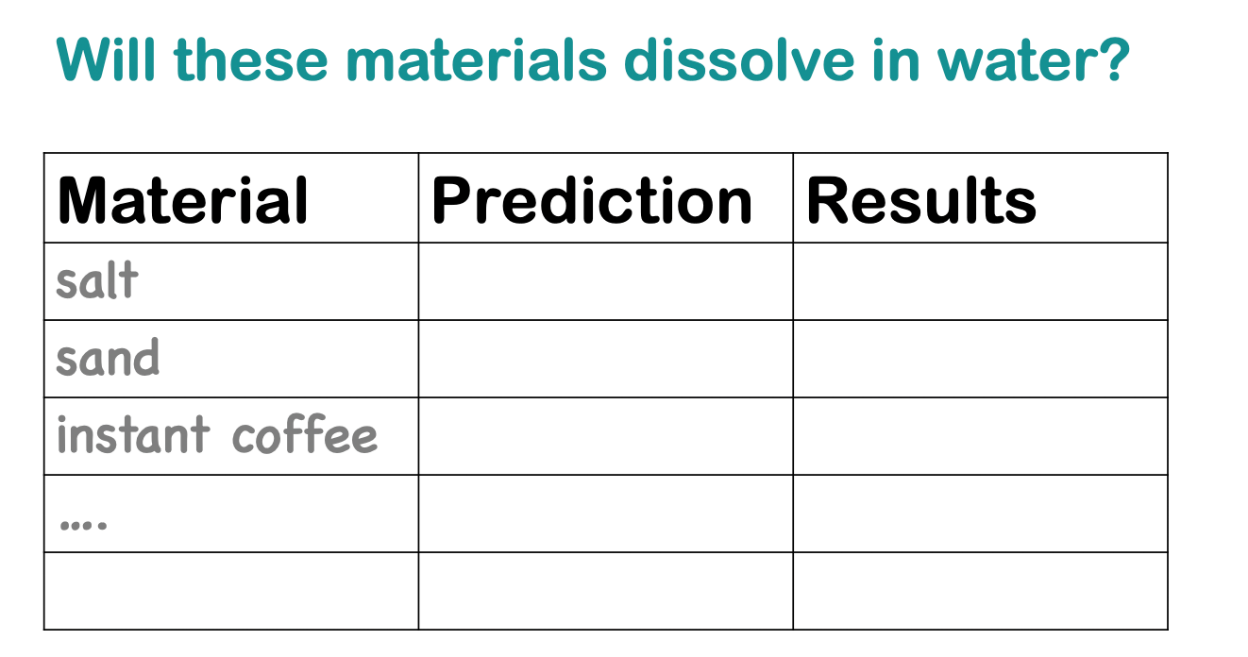 Will these materials dissolve in water?
Material Prediction Results
salt
sand
instant coffee
....